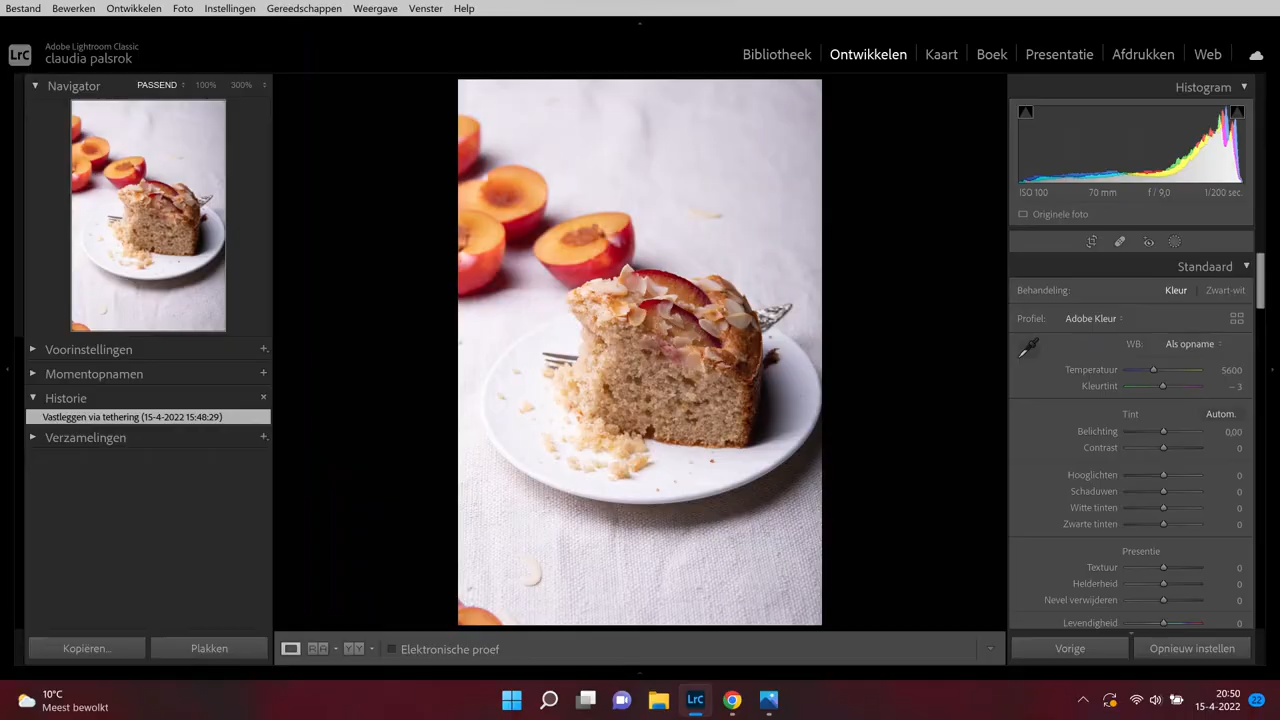 Bestand Bewerken Ontwikkelen Foto Instellingen Gereedschappen Weergave Venster Help
LrC Adobe Lightroom Classic
claudia palsrok
Bibliotheek Ontwikkelen Kaart Boek Presentatie Afdrukken Web
Navigator PASSEND 100% 300%
Voorinstellingen
Momentopnamen
Historie
Vastleggen via tethering (15-4-2022 15:48:29)
Verzamelingen
Kopiëren... Plakken
Elektronische proef
Histogram
ISO 100 70 mm f / 9,0 1/200 sec.
Originele foto
Standaard
Behandeling: Kleur Zwart-wit
Profiel: Adobe Kleur
WB: Als opname
Temperatuur 5600
Kleurtint – 3
Tint Autom.
Belichting 0,00
Contrast 0
Hooglichten 0
Schaduwen 0
Witte tinten 0
Zwarte tinten 0
Presentie
Textuur 0
Helderheid 0
Nevel verwijderen 0
Levendigheid 0
Vorige Opnieuw instellen
10°C
Meest bewolkt
LrC
20:50
15-4-2022
22